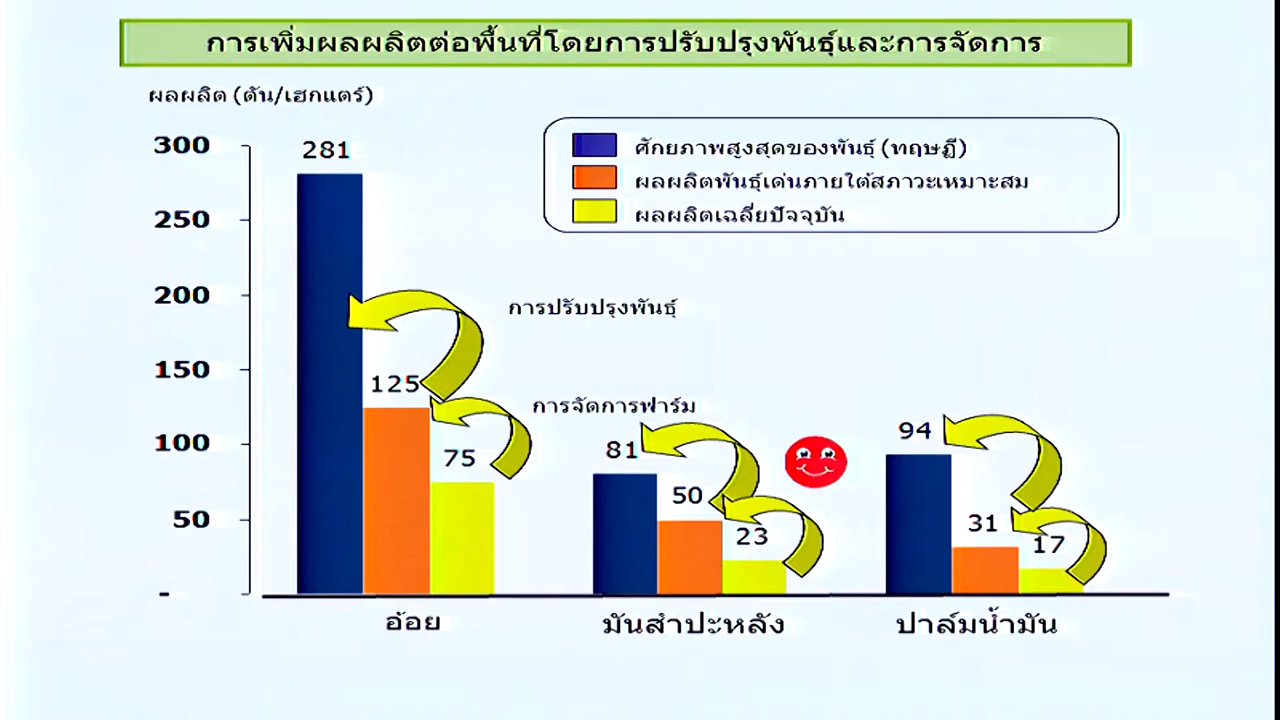 การเพิ่มผลผลิตต่อพื้นที่โดยการปรับปรุงพันธุ์และการจัดการ
ผลผลิต (ตัน/เฮกแตร์)
300
250
200
150
100
50
-
ศักยภาพสูงสุดของพันธุ์ (ทฤษฎี)
ผลผลิตพันธุ์เด่นภายใต้สภาวะเหมาะสม
ผลผลิตเฉลี่ยปัจจุบัน
281
125
75
การปรับปรุงพันธุ์
การจัดการฟาร์ม
81
50
23
94
31
17
อ้อย
มันสำปะหลัง
ปาล์มน้ำมัน